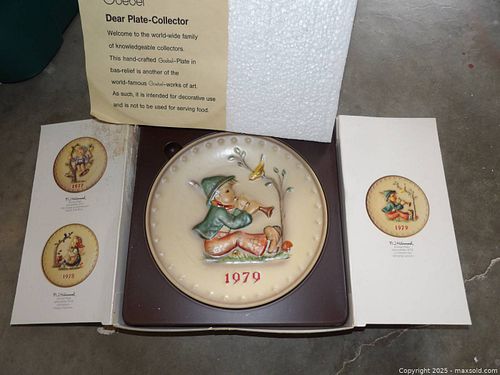 Goebel
Dear Plate-Collector
Welcome to the world-wide family
of knowledgeable collectors.
This hand-crafted Goebel-Plate in
bas-relief is another of the
world-famous Goebel-works of art.
As such, it is intended for decorative use
and is not to be used for serving food.
1977
1978
1979
1979
Copyright © 2025 - maxsold.com